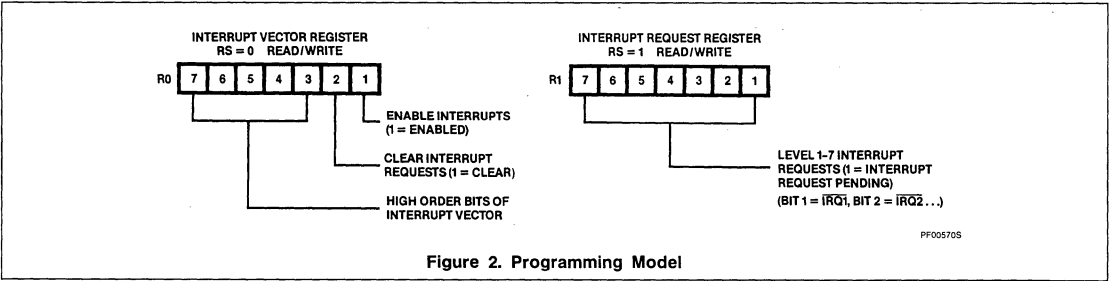 INTERRUPT VECTOR REGISTER
RS = 0 READ/WRITE
R0 7 6 5 4 3 2 1
ENABLE INTERRUPTS
(1 = ENABLED)
CLEAR INTERRUPT
REQUESTS (1 = CLEAR)
HIGH ORDER BITS OF
INTERRUPT VECTOR
INTERRUPT REQUEST REGISTER
RS = 1 READ/WRITE
R1 7 6 5 4 3 2 1
LEVEL 1-7 INTERRUPT
REQUESTS (1 = INTERRUPT
REQUEST PENDING)
(BIT 1 = I̅R̅Q̅1̅, BIT 2 = I̅R̅Q̅2̅ . . .)
PF00570S
Figure 2. Programming Model